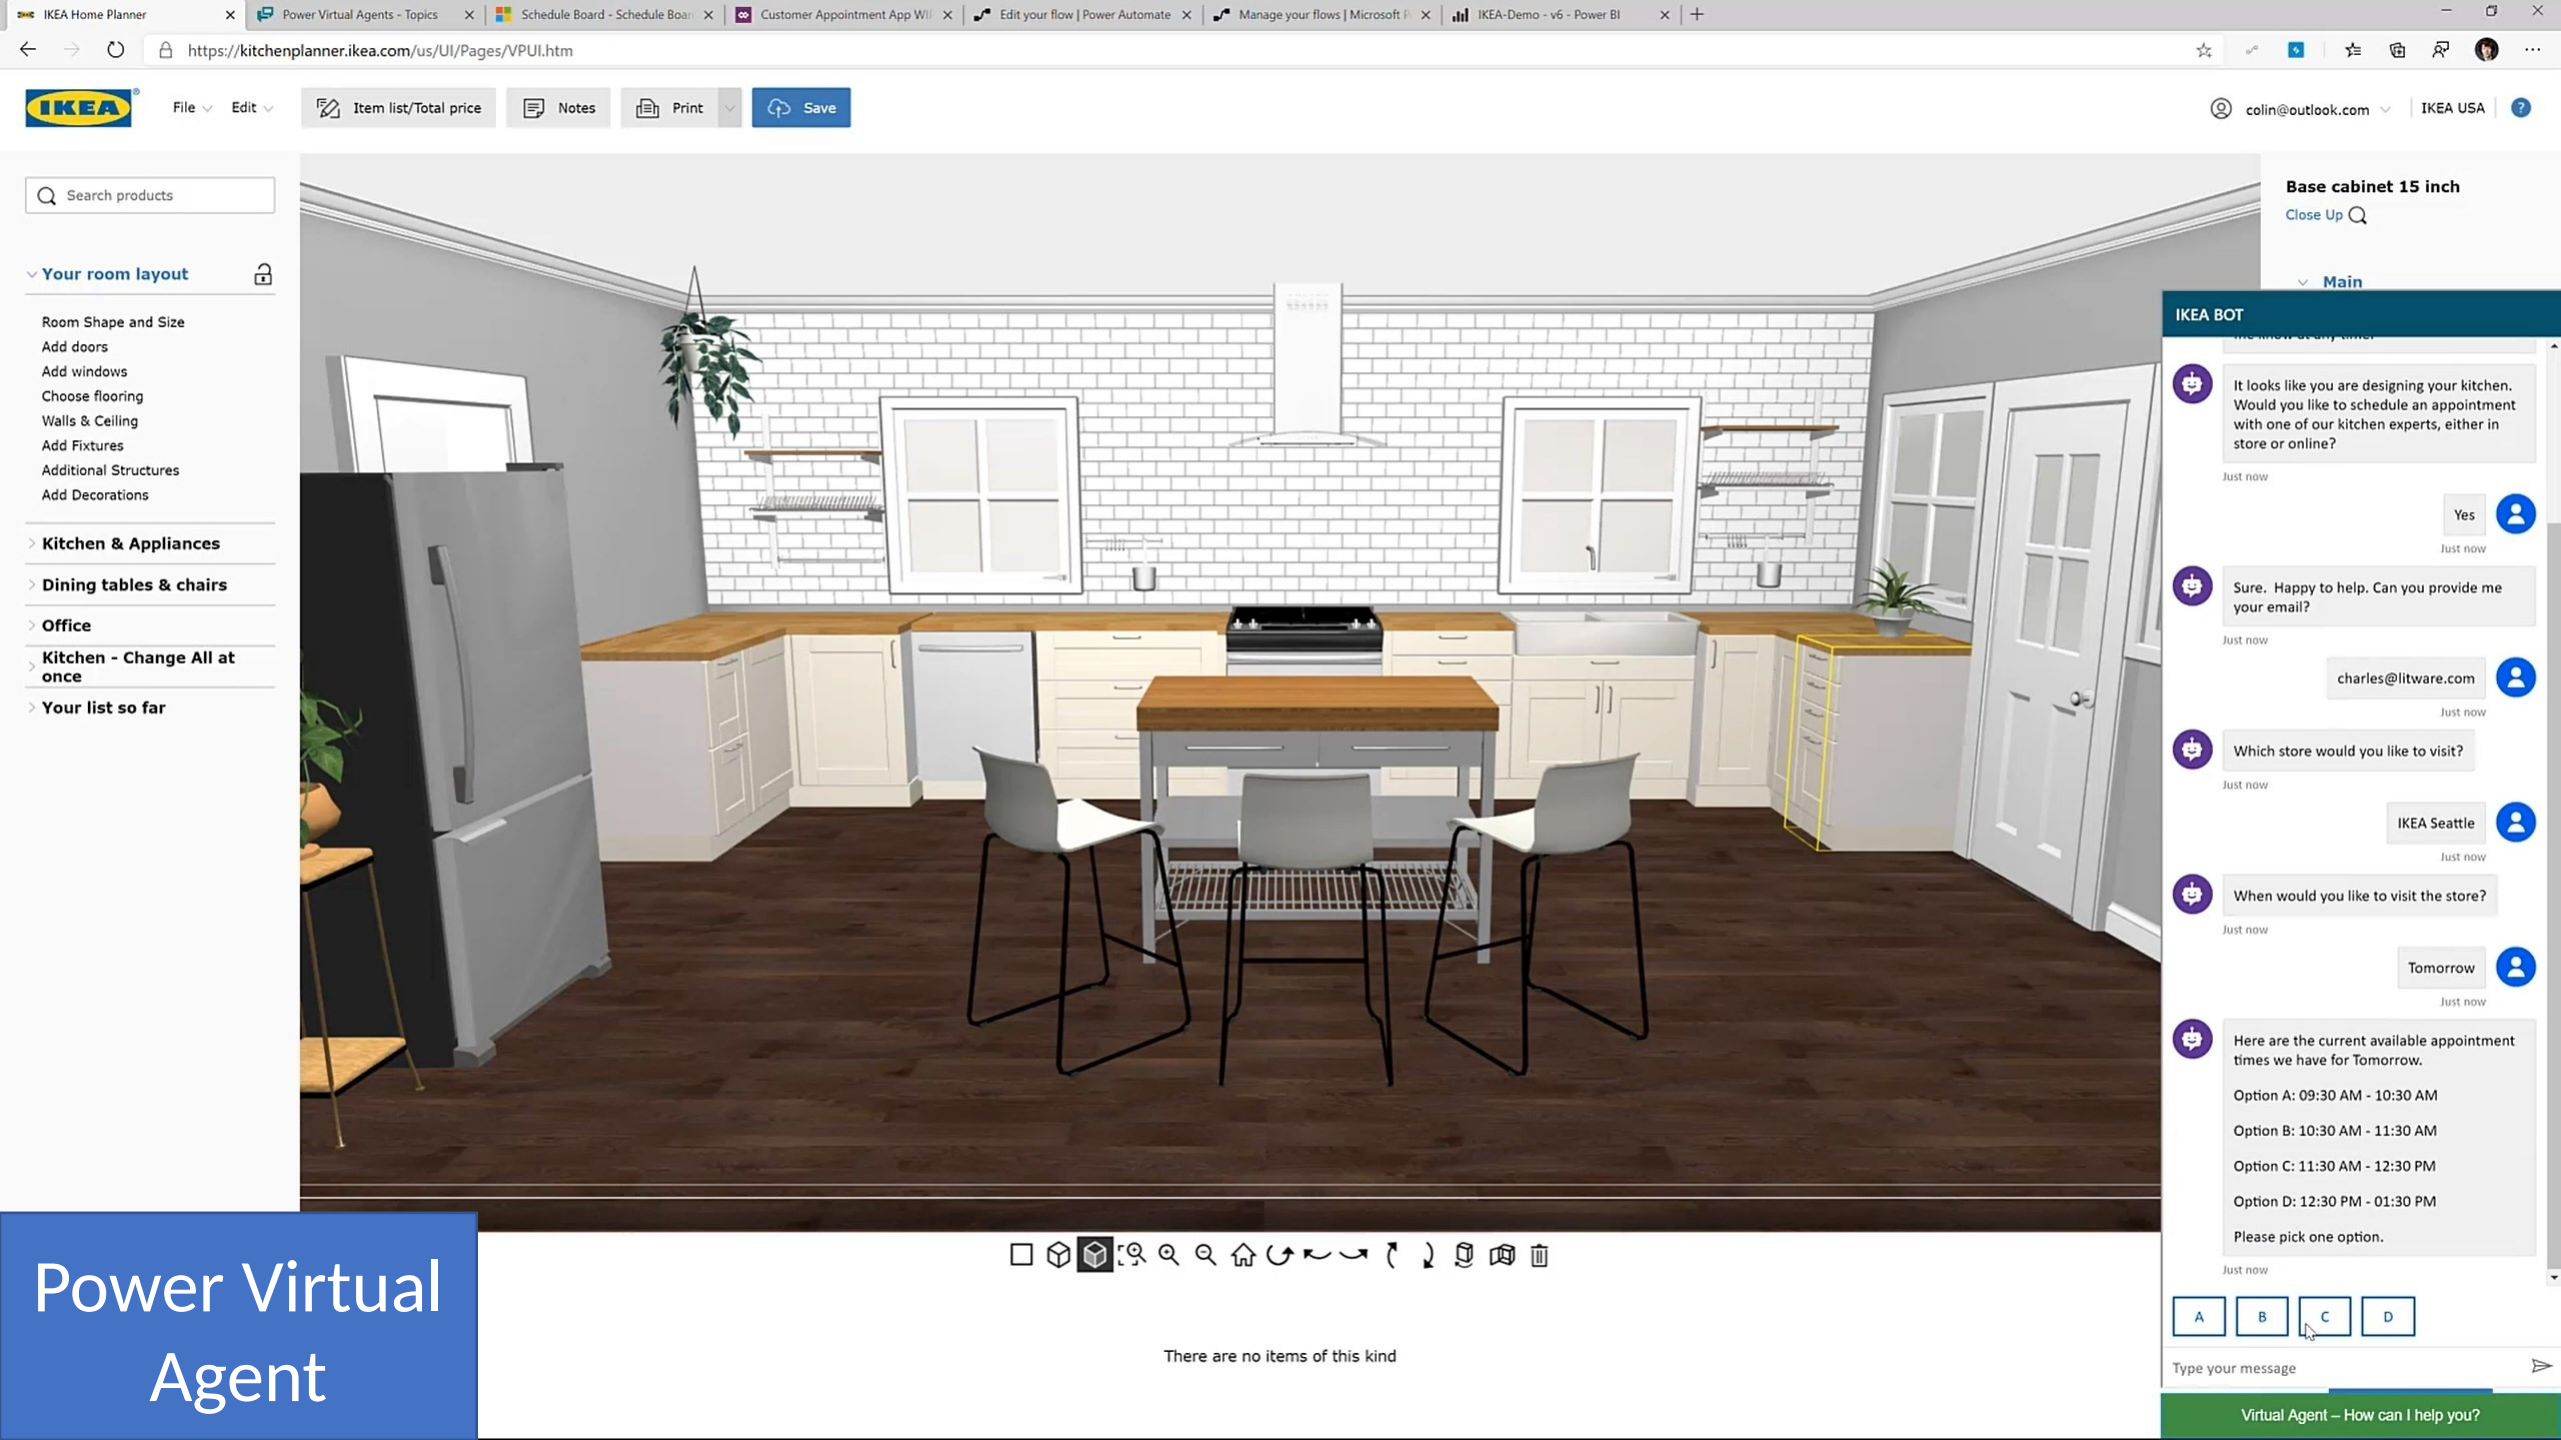 IKEA Home Planner
Power Virtual Agents - Topics
Schedule Board - Schedule Boar
Customer Appointment App WI
Edit your flow | Power Automate
Manage your flows | Microsoft P
IKEA-Demo - v6 - Power BI
https://kitchenplanner.ikea.com/us/UI/Pages/VPUI.htm
IKEA
File
Edit
Item list/Total price
Notes
Print
Save
colin@outlook.com
IKEA USA
?
Search products
Your room layout
Room Shape and Size
Add doors
Add windows
Choose flooring
Walls & Ceiling
Add Fixtures
Additional Structures
Add Decorations
Kitchen & Appliances
Dining tables & chairs
Office
Kitchen - Change All at
once
Your list so far
Base cabinet 15 inch
Close Up
Main
IKEA BOT
me know at any time.
It looks like you are designing your kitchen.
Would you like to schedule an appointment
with one of our kitchen experts, either in
store or online?
Just now
Yes
Just now
Sure. Happy to help. Can you provide me
your email?
Just now
charles@litware.com
Just now
Which store would you like to visit?
Just now
IKEA Seattle
Just now
When would you like to visit the store?
Just now
Tomorrow
Just now
Here are the current available appointment
times we have for Tomorrow.
Option A: 09:30 AM - 10:30 AM
Option B: 10:30 AM - 11:30 AM
Option C: 11:30 AM - 12:30 PM
Option D: 12:30 PM - 01:30 PM
Please pick one option.
Just now
A
B
C
D
Type your message
Virtual Agent – How can I help you?
There are no items of this kind
Power Virtual
Agent